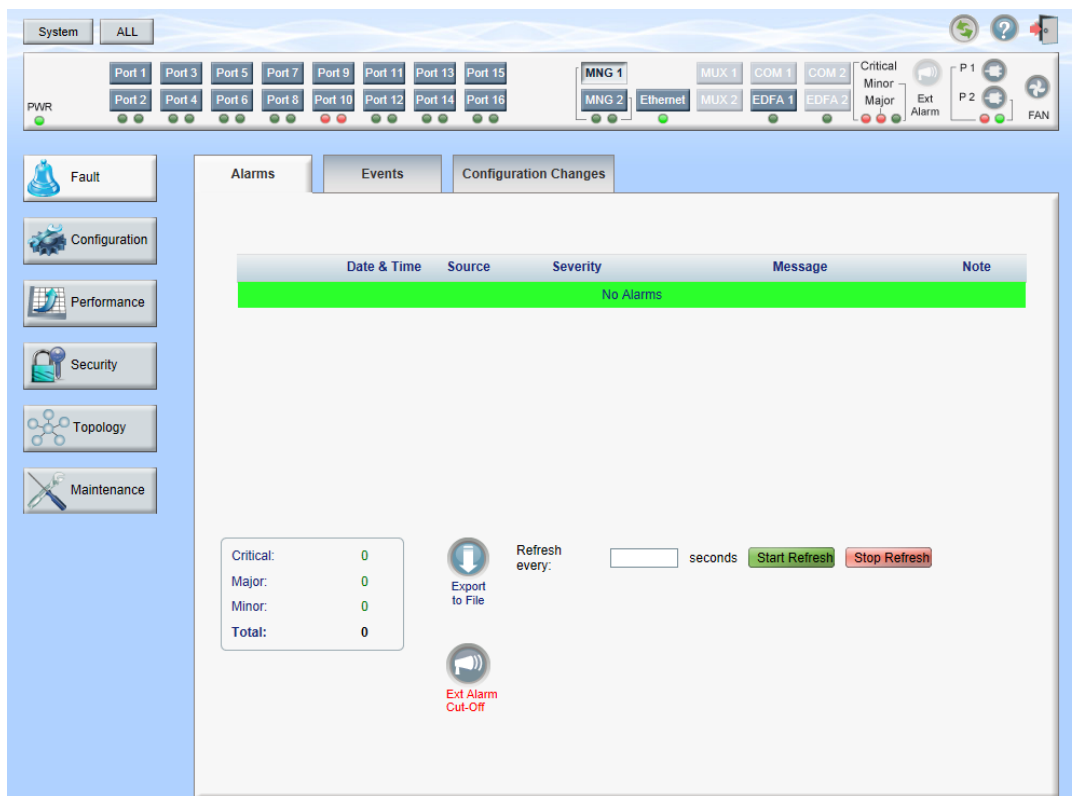 System ALL
Port 1 Port 3 Port 5 Port 7 Port 9 Port 11 Port 13 Port 15 MNG 1 MUX 1 COM 1 COM 2 Critical P 1
Minor
PWR Port 2 Port 4 Port 6 Port 8 Port 10 Port 12 Port 14 Port 16 MNG 2 Ethernet MUX 2 EDFA 1 EDFA 2 Major Ext Alarm P 2 FAN
Fault
Configuration
Performance
Security
Topology
Maintenance
Alarms Events Configuration Changes
Date & Time Source Severity Message Note
No Alarms
Critical: 0
Major: 0
Minor: 0
Total: 0
Export
to File
Refresh
every: seconds Start Refresh Stop Refresh
Ext Alarm
Cut-Off